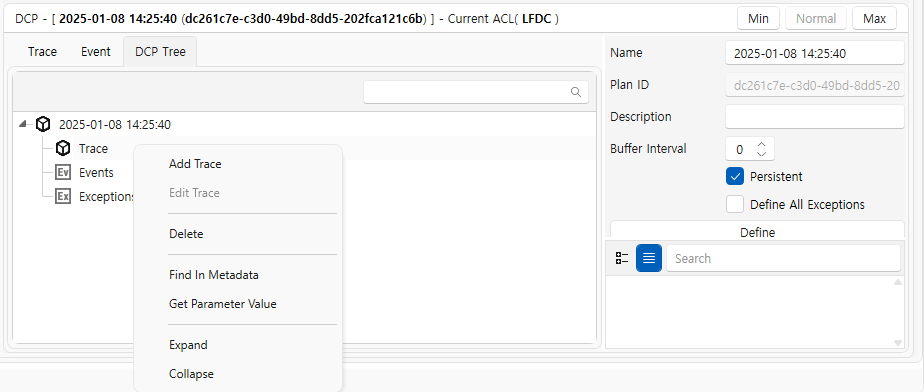 DCP - [ 2025-01-08 14:25:40 (dc261c7e-c3d0-49bd-8dd5-202fca121c6b) ] - Current ACL( LFDC )
Min
Normal
Max
Trace
Event
DCP Tree
2025-01-08 14:25:40
Trace
Ev Events
Ex Exceptions
Add Trace
Edit Trace
Delete
Find In Metadata
Get Parameter Value
Expand
Collapse
Name
2025-01-08 14:25:40
Plan ID
dc261c7e-c3d0-49bd-8dd5-20
Description
Buffer Interval
0
Persistent
Define All Exceptions
Define
Search